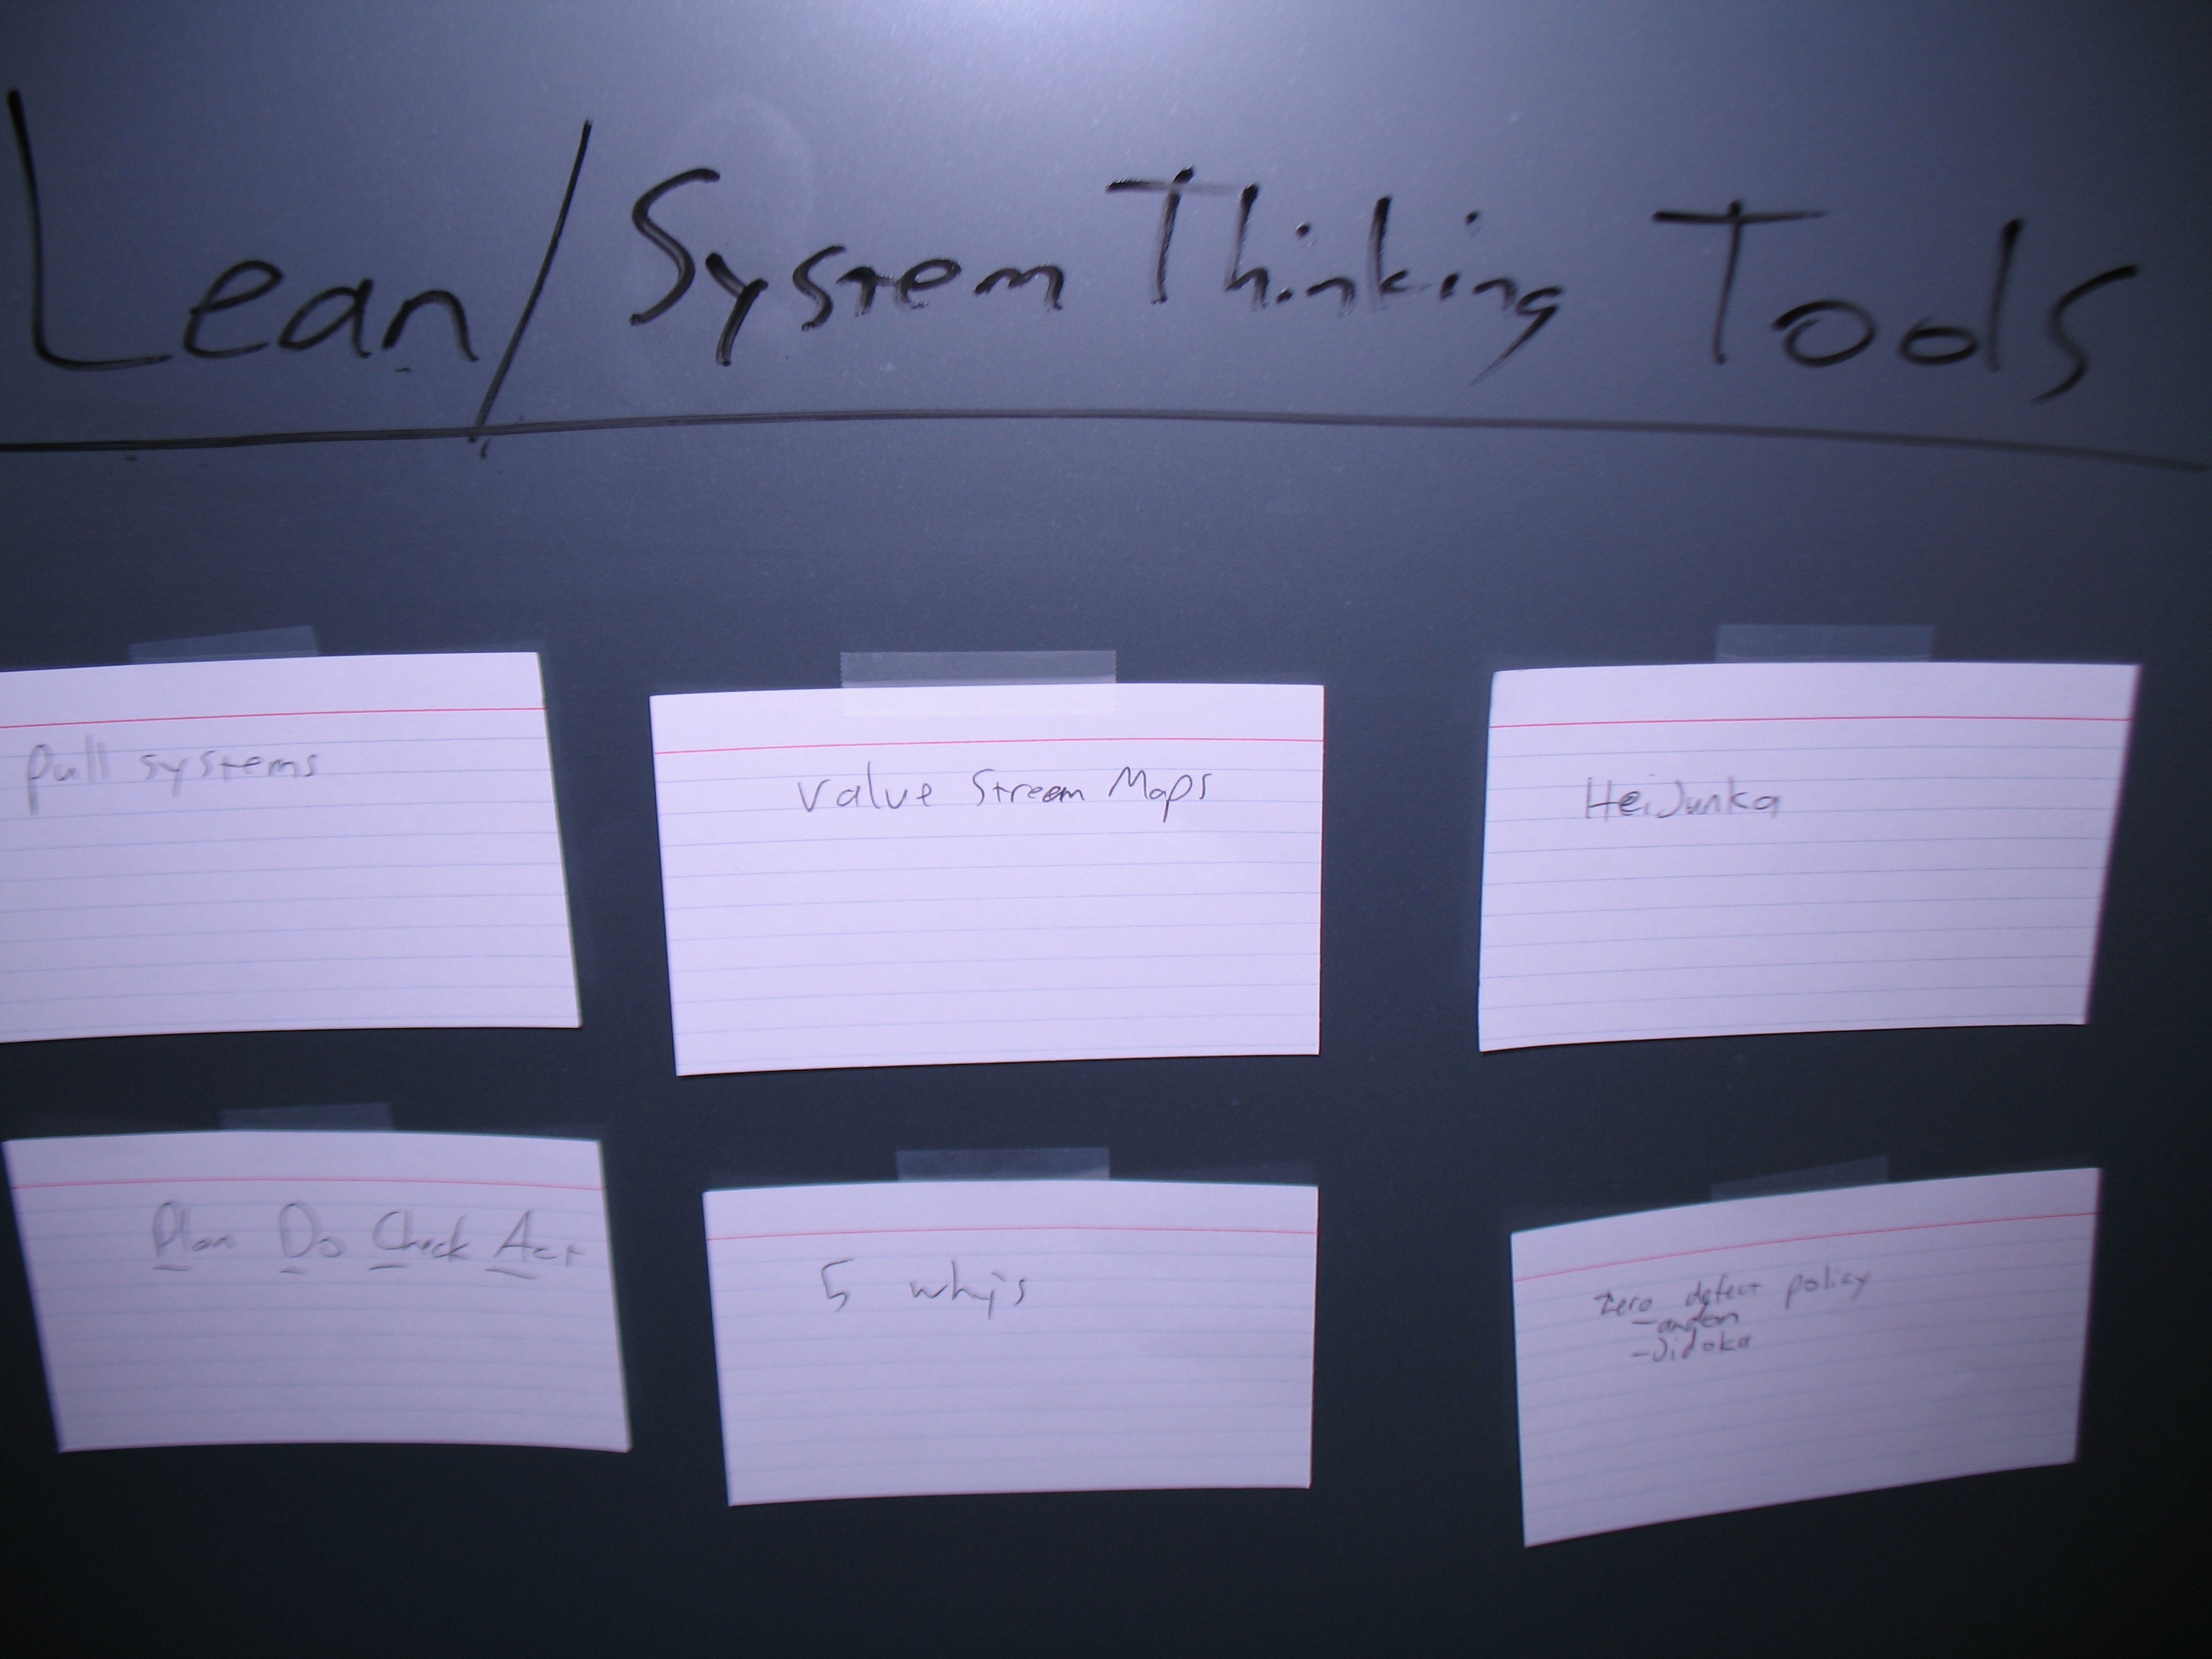 Lean/System Thinking Tools
Pull systems
Value Stream Maps
HeiJunka
Plan Do Check Act
5 whys
Zero defect policy
-andon
-Jidoka